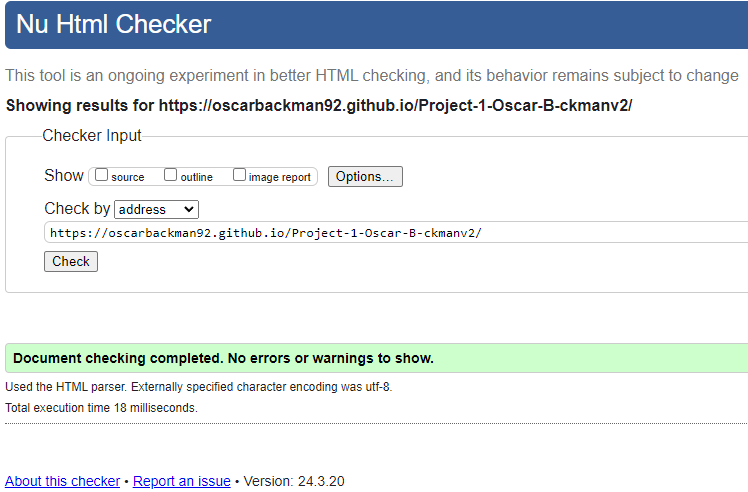 Nu Html Checker
This tool is an ongoing experiment in better HTML checking, and its behavior remains subject to change
Showing results for https://oscarbackman92.github.io/Project-1-Oscar-B-ckmanv2/
Checker Input
Show source outline image report Options...
Check by address
https://oscarbackman92.github.io/Project-1-Oscar-B-ckmanv2/
Check
Document checking completed. No errors or warnings to show.
Used the HTML parser. Externally specified character encoding was utf-8.
Total execution time 18 milliseconds.
About this checker • Report an issue • Version: 24.3.20